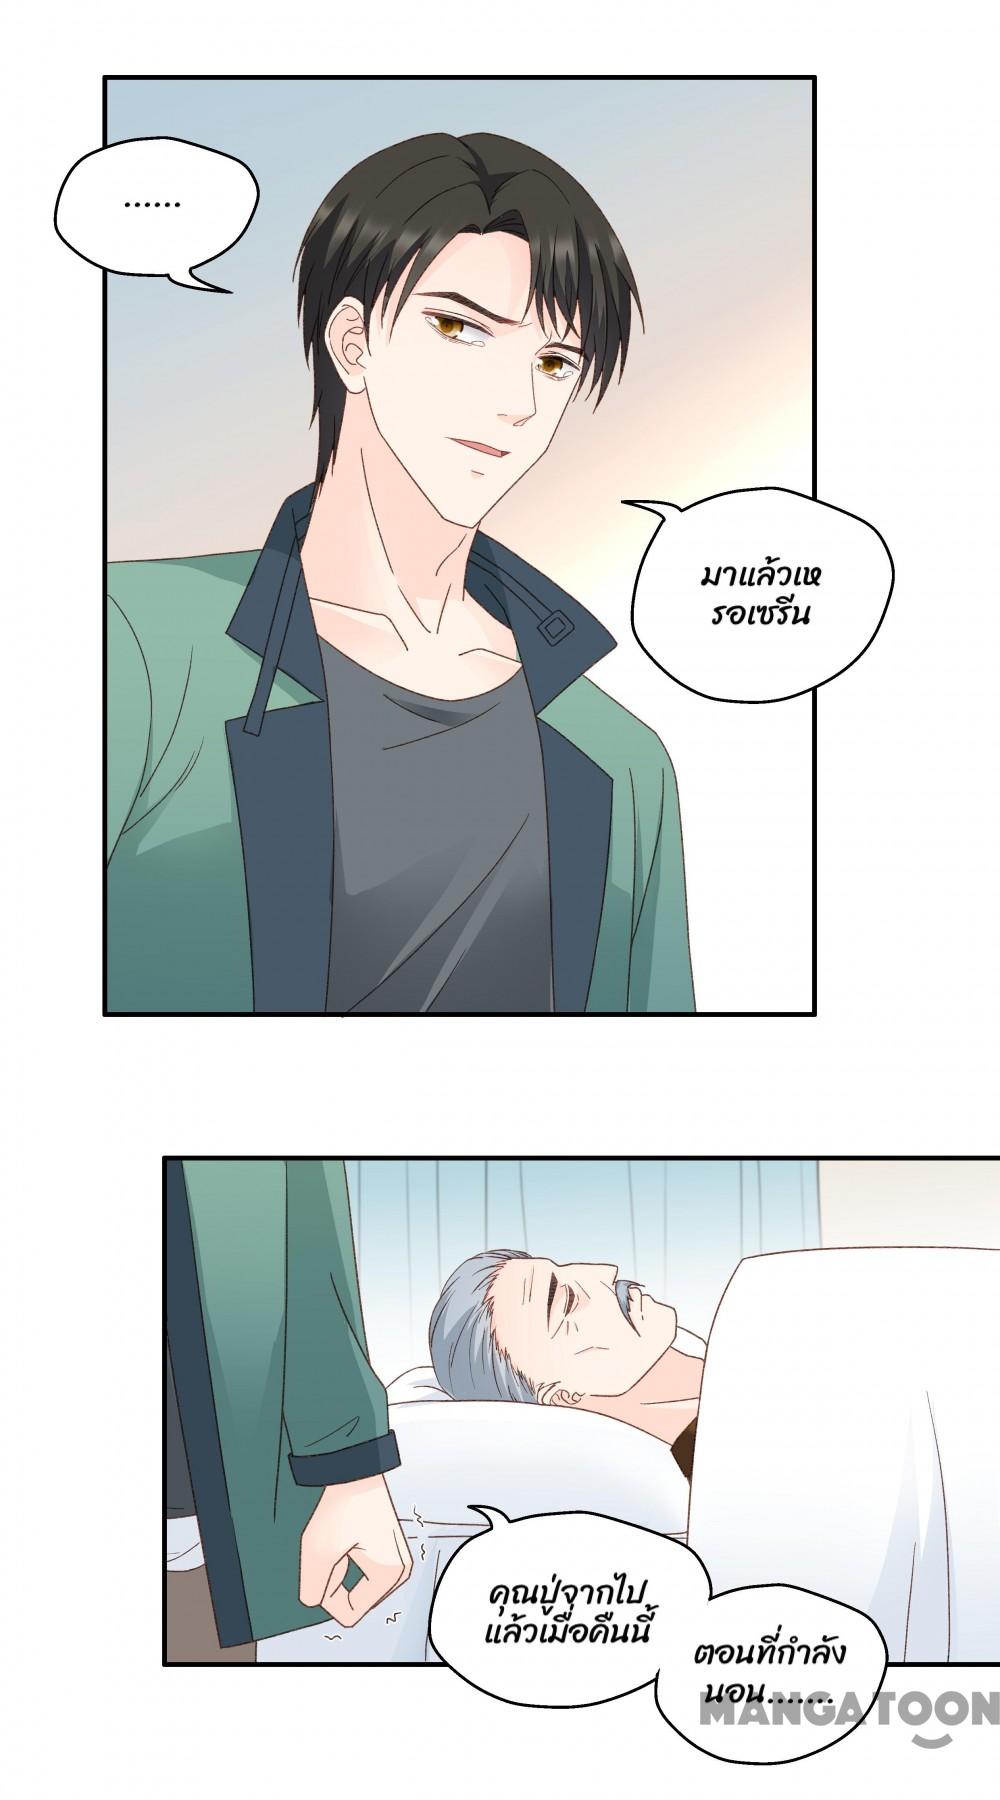 ......
มาแล้วเห
รอเซรีน
คุณปู่จากไป
แล้วเมื่อคืนนี้
ตอนที่กำลัง
นอน.......
MANGATOON